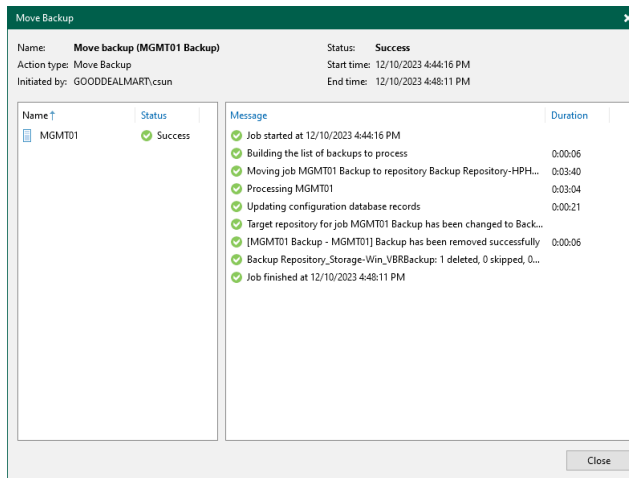 Move Backup
Name: Move backup (MGMT01 Backup) Status: Success
Action type: Move Backup Start time: 12/10/2023 4:44:16 PM
Initiated by: GOODDEALMART\csun End time: 12/10/2023 4:48:11 PM
Name ↑ Status Message Duration
MGMT01 Success Job started at 12/10/2023 4:44:16 PM
Building the list of backups to process 0:00:06
Moving job MGMT01 Backup to repository Backup Repository-HPH... 0:03:40
Processing MGMT01 0:03:04
Updating configuration database records 0:00:21
Target repository for job MGMT01 Backup has been changed to Back...
[MGMT01 Backup - MGMT01] Backup has been removed successfully 0:00:06
Backup Repository_Storage-Win_VBRBackup: 1 deleted, 0 skipped, 0...
Job finished at 12/10/2023 4:48:11 PM
Close